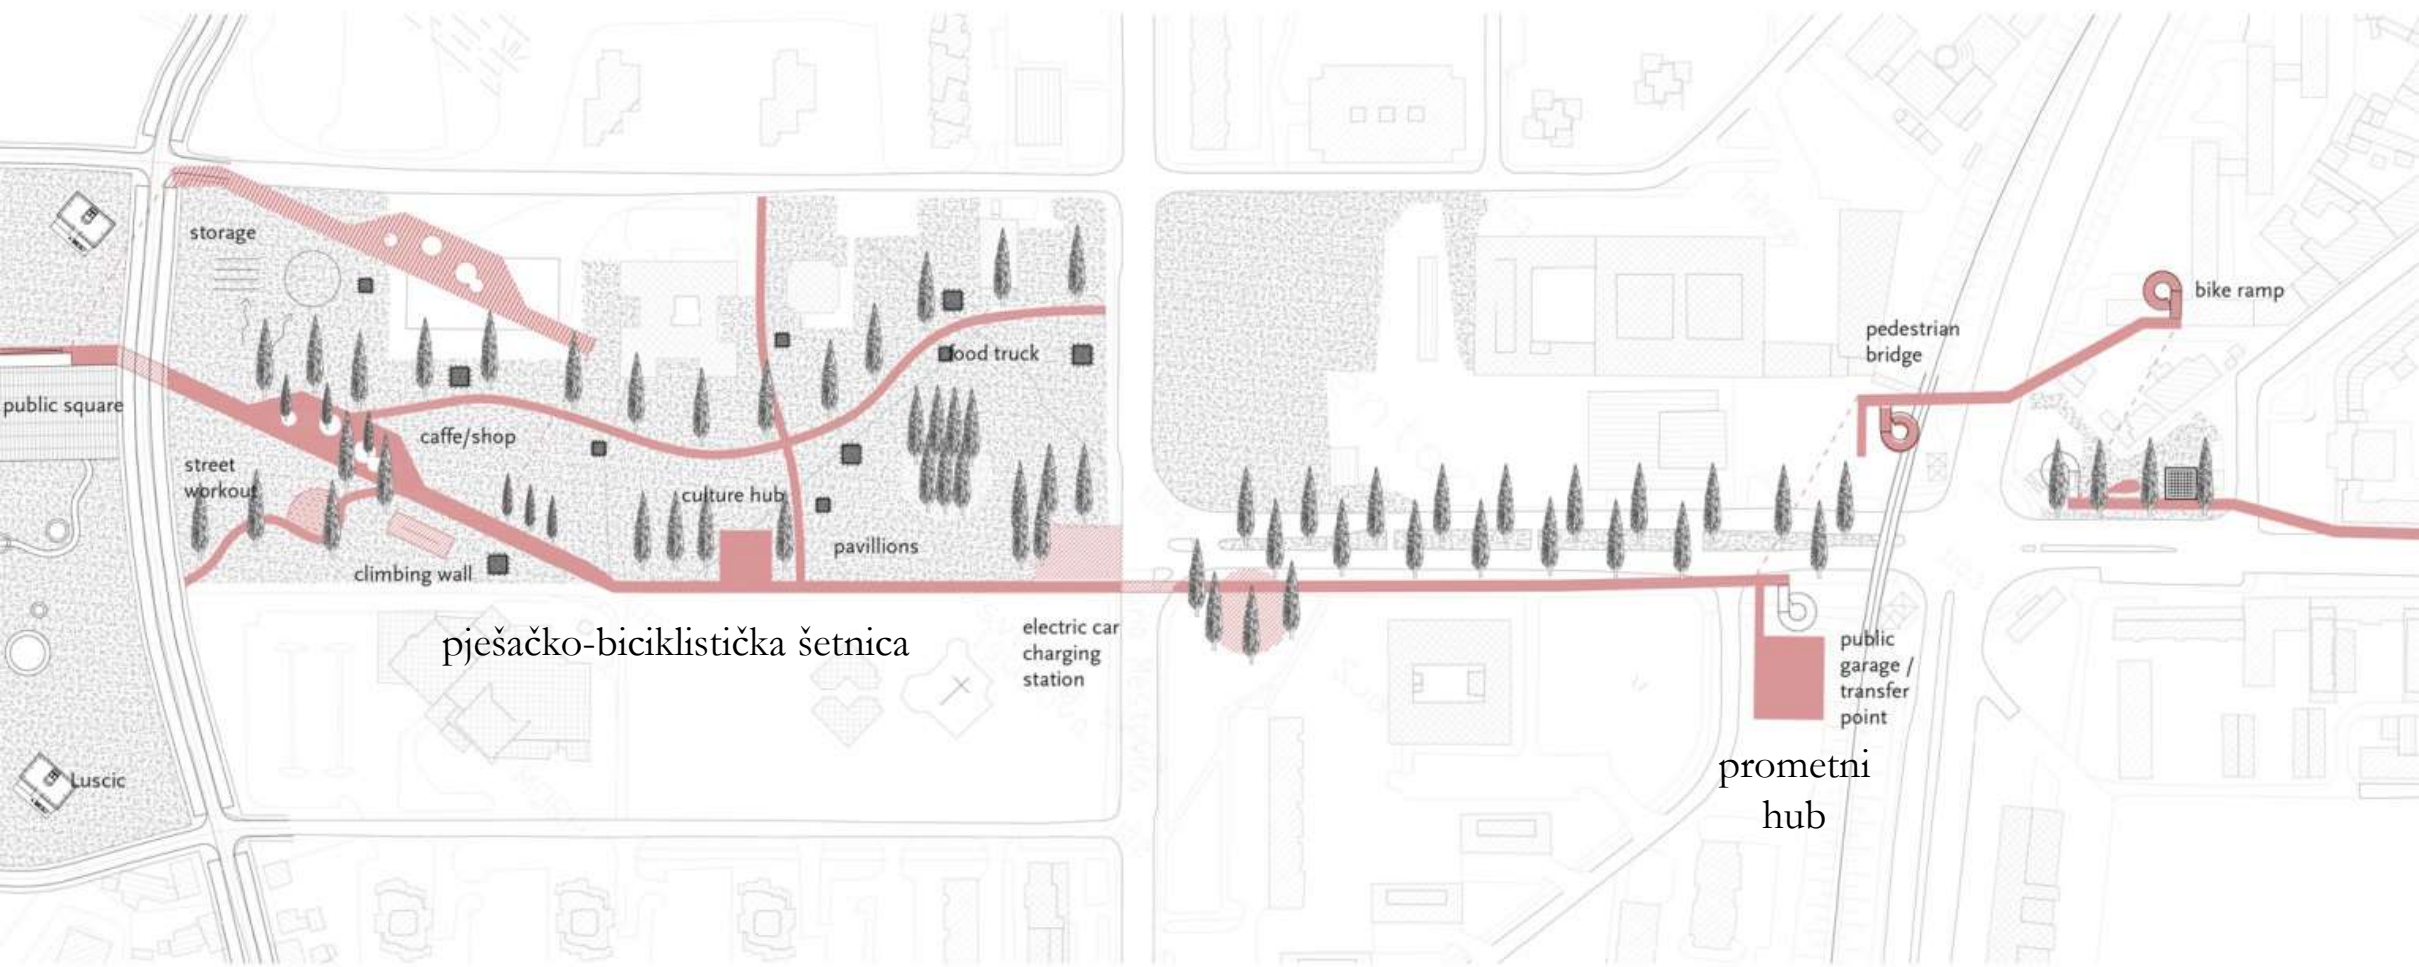 storage
bike ramp
pedestrian
bridge
food truck
public square
caffe/shop
street
workout
culture hub
pavillions
climbing wall
pješačko-biciklistička šetnica
electric car
charging
station
public
garage /
transfer
point
prometni
hub
Luscic